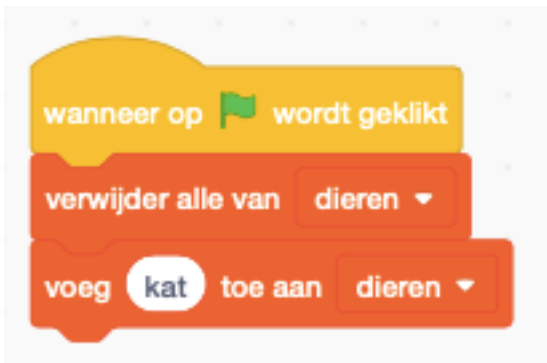 wanneer op wordt geklikt
verwijder alle van dieren
voeg kat toe aan dieren